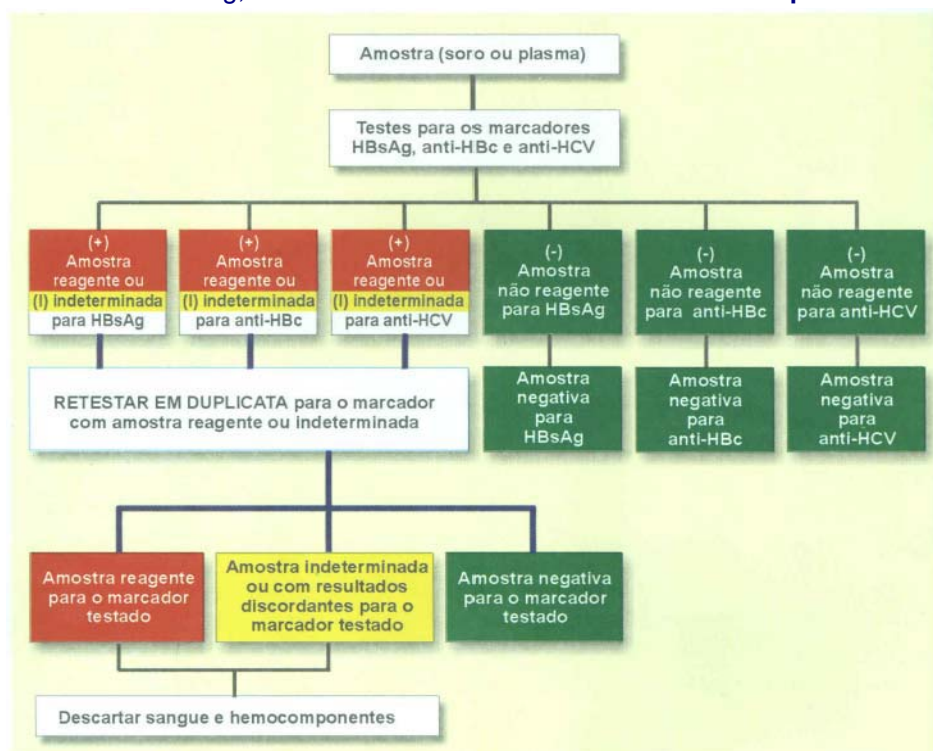 Amostra (soro ou plasma)
Testes para os marcadores
HBsAg, anti-HBc e anti-HCV
(+)
Amostra
reagente ou
(I) indeterminada
para HBsAg
(+)
Amostra
reagente ou
(I) indeterminada
para anti-HBc
(+)
Amostra
reagente ou
(I) indeterminada
para anti-HCV
(-)
Amostra
não reagente
para HBsAg
(-)
Amostra
não reagente
para anti-HBc
(-)
Amostra
não reagente
para anti-HCV
RETESTAR EM DUPLICATA para o marcador
com amostra reagente ou indeterminada
Amostra
negativa
para
HBsAg
Amostra
negativa
para
anti-HBc
Amostra
negativa
para
anti-HCV
Amostra reagente
para o marcador
testado
Amostra indeterminada
ou com resultados
discordantes para o
marcador testado
Amostra negativa
para o marcador
testado
Descartar sangue e hemocomponentes